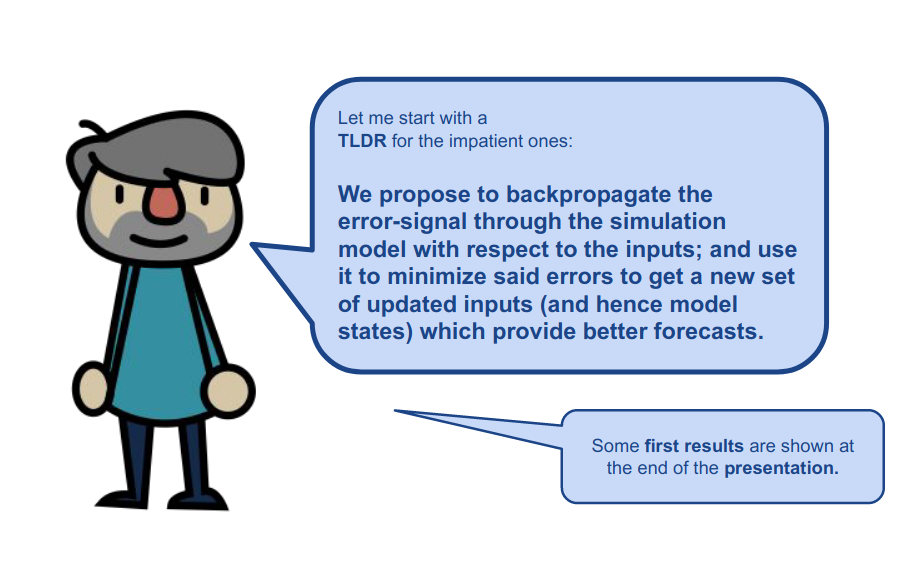 Let me start with a
TLDR for the impatient ones:
We propose to backpropagate the
error-signal through the simulation
model with respect to the inputs; and use
it to minimize said errors to get a new set
of updated inputs (and hence model
states) which provide better forecasts.
Some first results are shown at
the end of the presentation.